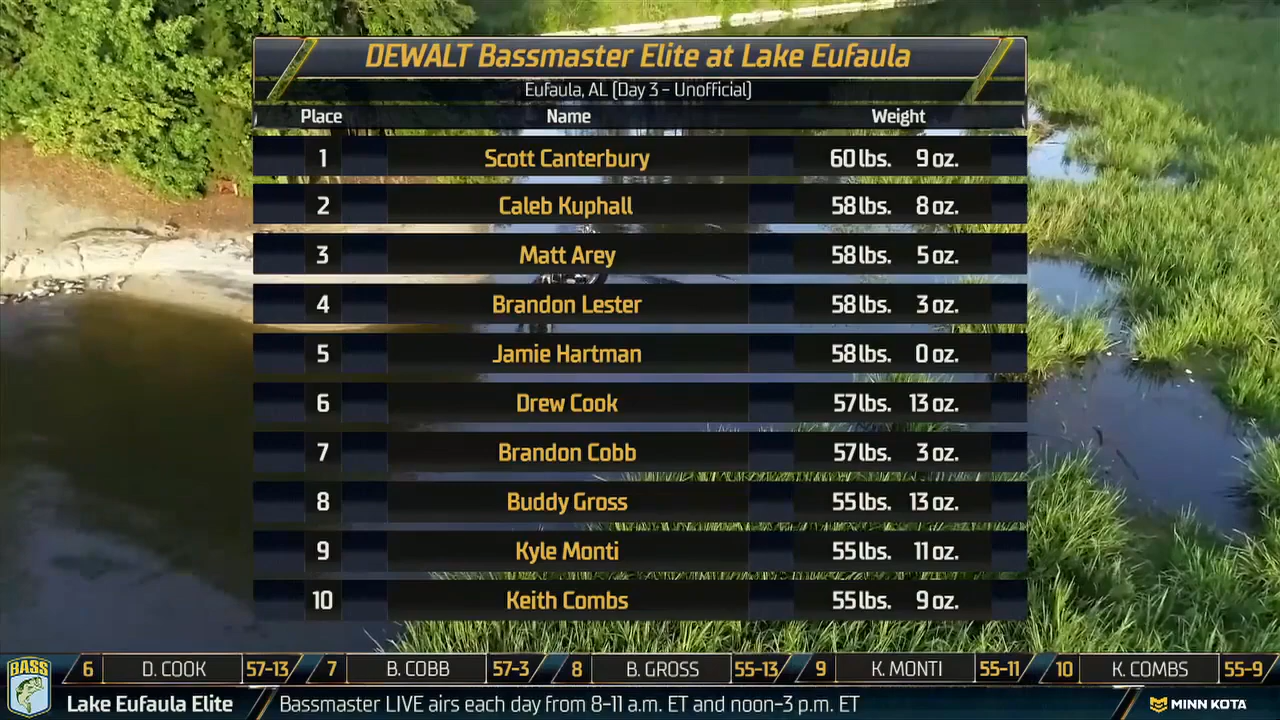 DEWALT Bassmaster Elite at Lake Eufaula
Eufaula, AL (Day 3 - Unofficial)
Place Name Weight
1 Scott Canterbury 60 lbs. 9 oz.
2 Caleb Kuphall 58 lbs. 8 oz.
3 Matt Arey 58 lbs. 5 oz.
4 Brandon Lester 58 lbs. 3 oz.
5 Jamie Hartman 58 lbs. 0 oz.
6 Drew Cook 57 lbs. 13 oz.
7 Brandon Cobb 57 lbs. 3 oz.
8 Buddy Gross 55 lbs. 13 oz.
9 Kyle Monti 55 lbs. 11 oz.
10 Keith Combs 55 lbs. 9 oz.
BASS 6 D. COOK 57-13 7 B. COBB 57-3 8 B. GROSS 55-13 9 K. MONTI 55-11 10 K. COMBS 55-9
Lake Eufaula Elite Bassmaster LIVE airs each day from 8-11 a.m. ET and noon-3 p.m. ET MINN KOTA